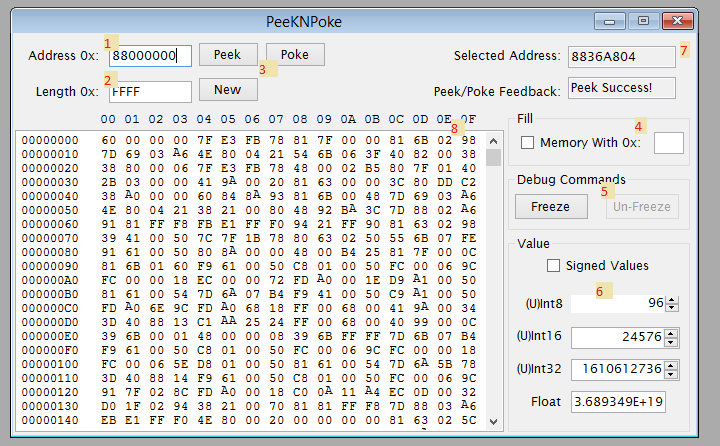 PeeKNPoke
1
Address 0x: 88000000 Peek Poke
Selected Address: 8836A804 7
2
3
Length 0x: FFFF New
Peek/Poke Feedback: Peek Success!
00 01 02 03 04 05 06 07 08 09 0A 0B 0C 0D 0E 0F
8
00000000 60 00 00 00 7F E3 FB 78 81 7F 00 00 81 6B 02 98
00000010 7D 69 03 A6 4E 80 04 21 54 6B 06 3F 40 82 00 38
00000020 38 80 00 06 7F E3 FB 78 48 00 02 B5 80 7F 01 40
00000030 2B 03 00 00 41 9A 00 20 81 63 00 00 3C 80 DD C2
00000040 38 A0 00 00 60 84 8A 93 81 6B 00 48 7D 69 03 A6
00000050 4E 80 04 21 38 21 00 80 48 92 BA 3C 7D 88 02 A6
00000060 91 81 FF F8 FB E1 FF F0 94 21 FF 90 81 63 02 98
00000070 39 41 00 50 7C 7F 1B 78 80 63 02 50 55 6B 07 FE
00000080 91 61 00 50 80 8A 00 00 48 00 B4 25 81 7F 00 0C
00000090 81 6B 01 60 F9 61 00 50 C8 01 00 50 FC 00 06 9C
000000A0 FC 00 00 18 EC 00 00 72 FD A0 00 1E D9 A1 00 50
000000B0 81 61 00 54 7D 6A 07 B4 F9 41 00 50 C9 A1 00 50
000000C0 FD A0 6E 9C FD A0 68 18 FF 00 68 00 41 9A 00 34
000000D0 3D 40 88 13 C1 AA 25 24 FF 00 68 00 40 99 00 0C
000000E0 39 6B 00 01 48 00 00 08 39 6B FF FF 7D 6B 07 B4
000000F0 F9 61 00 50 C8 01 00 50 FC 00 06 9C FC 00 00 18
00000100 FC 00 06 5E D8 01 00 50 81 61 00 54 7D 6A 5B 78
00000110 3D 40 88 14 F9 61 00 50 C8 01 00 50 FC 00 06 9C
00000120 91 7F 02 8C FD A0 00 18 C0 0A 11 A4 EC 0D 00 32
00000130 D0 1F 02 94 38 21 00 70 81 81 FF F8 7D 88 03 A6
00000140 EB E1 FF F0 4E 80 00 20 00 00 00 00 81 63 02 5C
Fill
4
Memory With 0x:
Debug Commands
5
Freeze Un-Freeze
Value
Signed Values
6
(U)Int8 96
(U)Int16 24576
(U)Int32 1610612736
Float 3.689349E+19